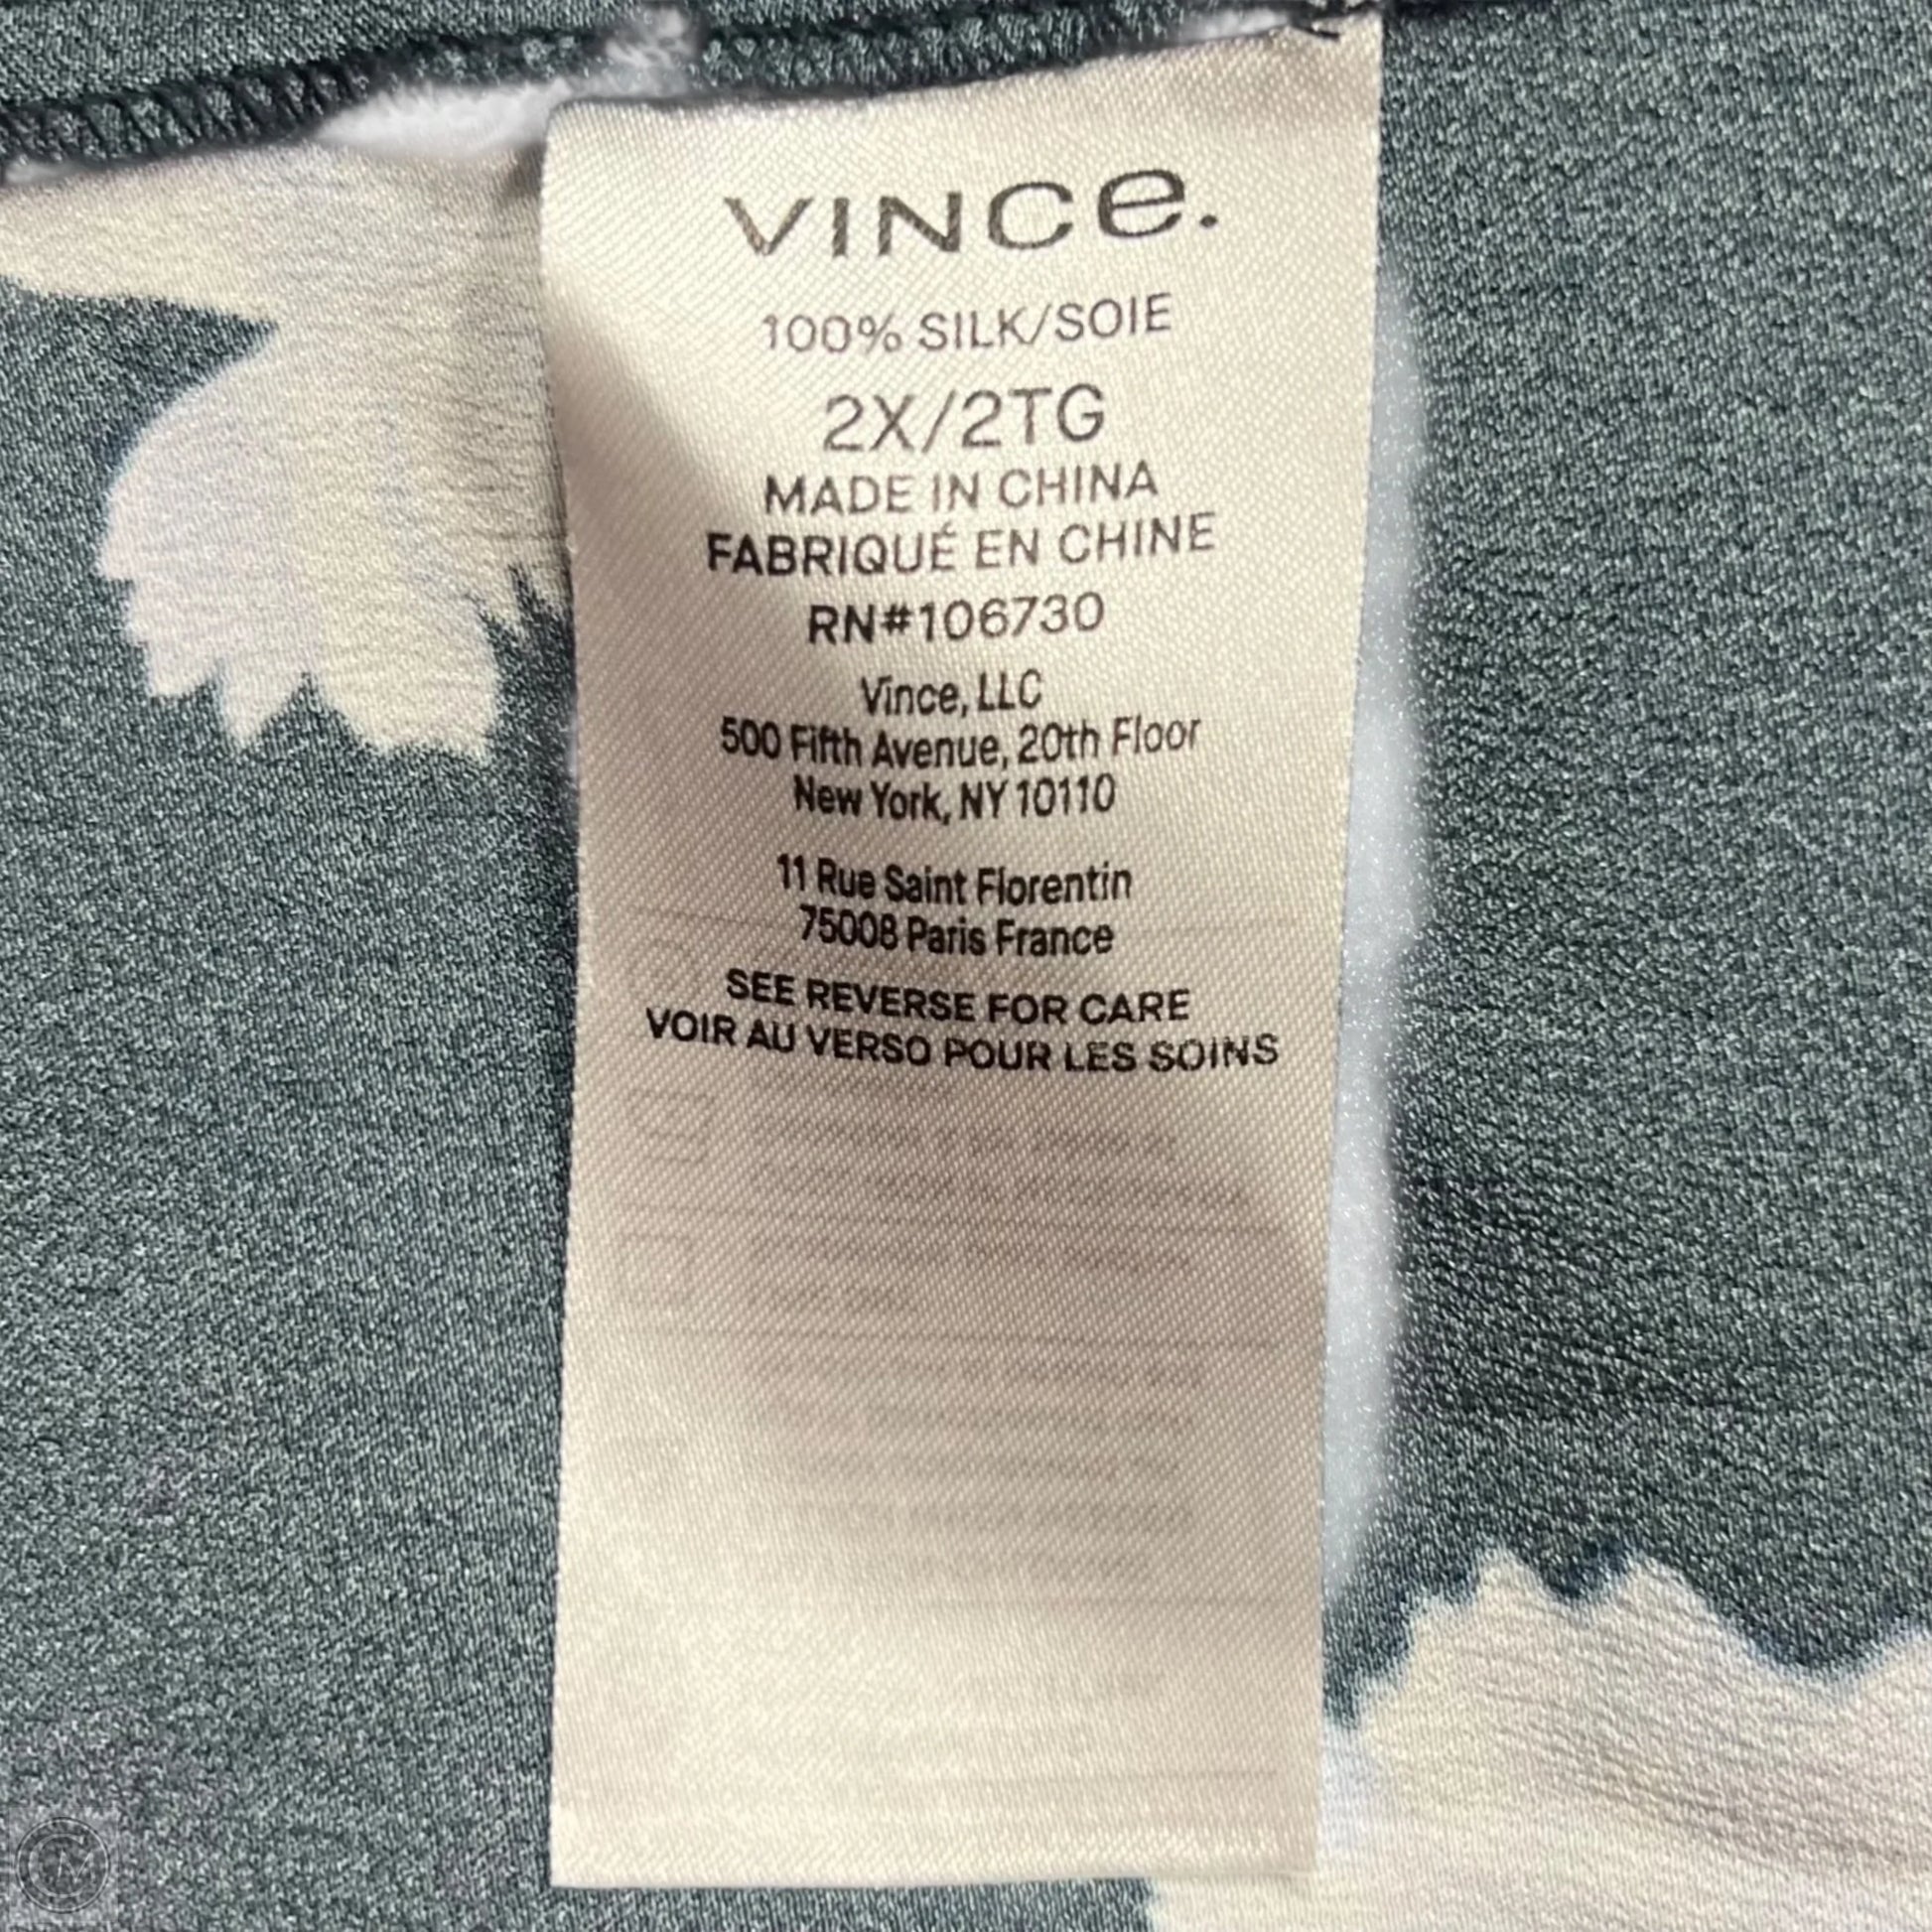 VINCe.
100% SILK/SOIE
2X/2TG
MADE IN CHINA
FABRIQUÉ EN CHINE
RN#106730
Vince, LLC
500 Fifth Avenue, 20th Floor
New York, NY 10110
11 Rue Saint Florentin
75008 Paris France
SEE REVERSE FOR CARE
VOIR AU VERSO POUR LES SOINS